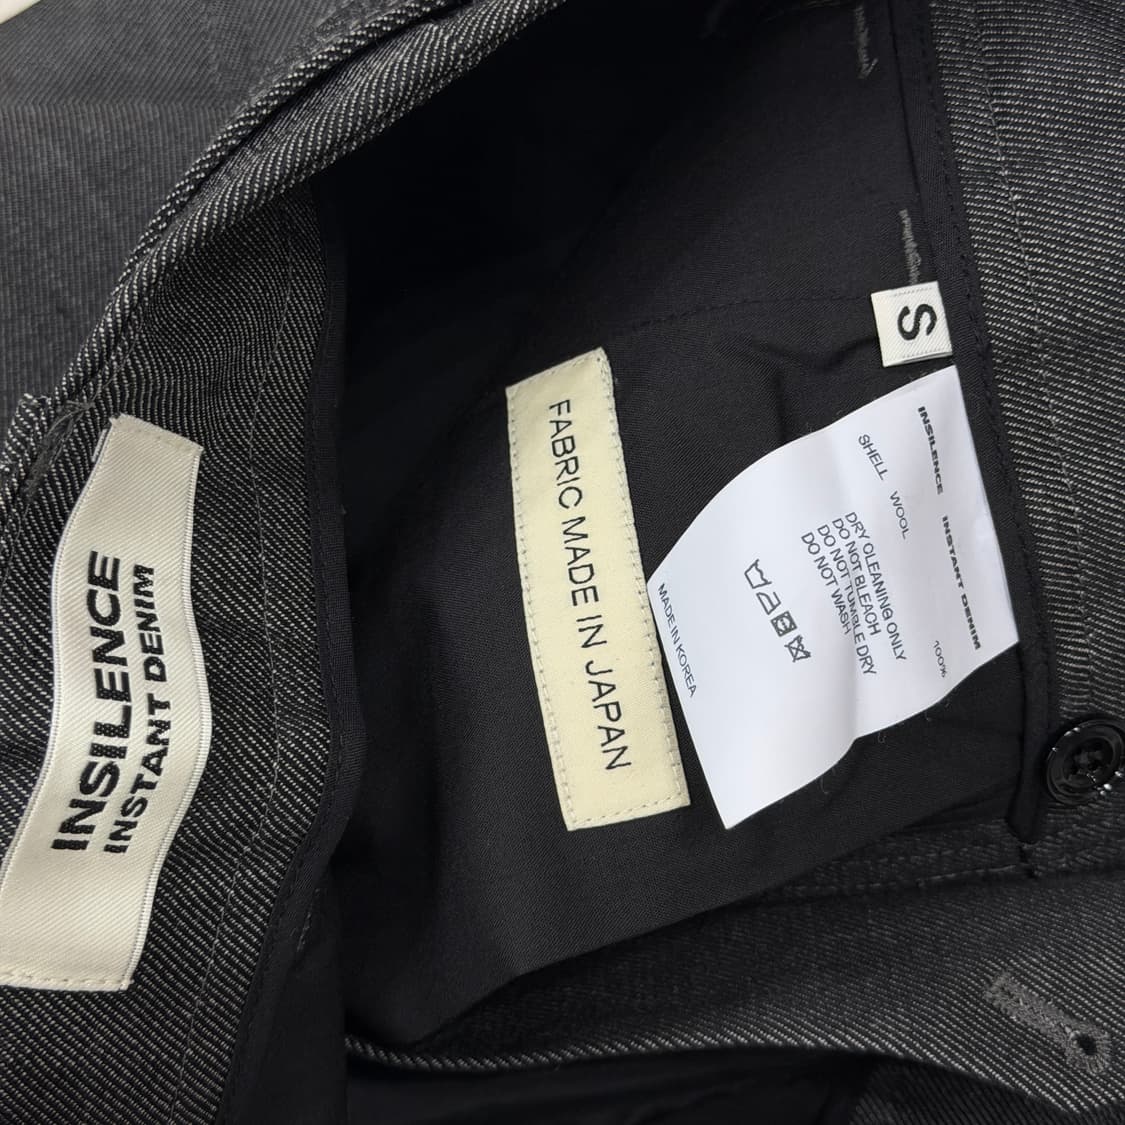 INSILENCE
INSTANT DENIM
FABRIC MADE IN JAPAN
S
INSILENCE INSTANT DENIM
SHELL WOOL 100%
DRY CLEANING ONLY
DO NOT BLEACH
DO NOT TUMBLE DRY
DO NOT WASH
MADE IN KOREA